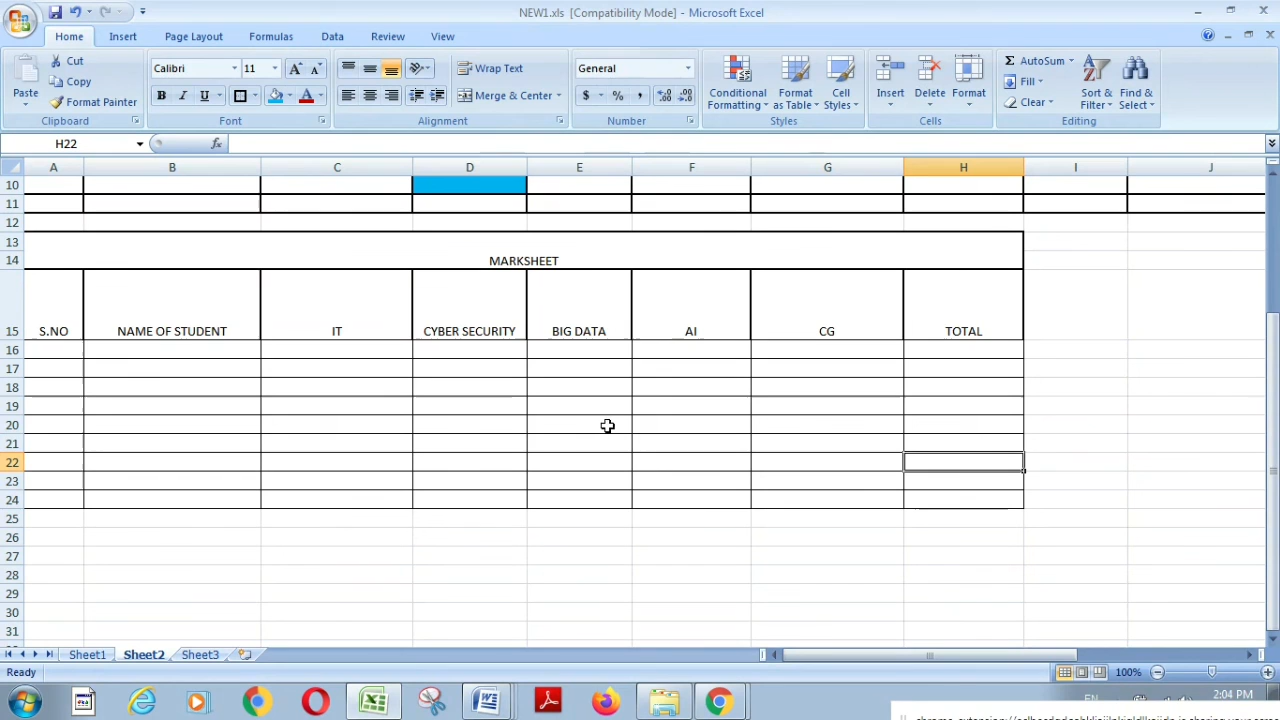 NEW1.xls [Compatibility Mode] - Microsoft Excel
Home Insert Page Layout Formulas Data Review View
Paste Cut Copy Format Painter Clipboard
Calibri 11 A A B I U A Font
Wrap Text Merge & Center Alignment
General $ % , Number
Conditional Formatting Format as Table Cell Styles Styles
Insert Delete Format Cells
Σ AutoSum Fill Clear Sort & Filter Find & Select Editing
H22 fx
A B C D E F G H I J
10
11
12
13
14 MARKSHEET
15 S.NO NAME OF STUDENT IT CYBER SECURITY BIG DATA AI CG TOTAL
16
17
18
19
20
21
22
23
24
25
26
27
28
29
30
31
Sheet1 Sheet2 Sheet3
Ready 100%
EN 2:04 PM